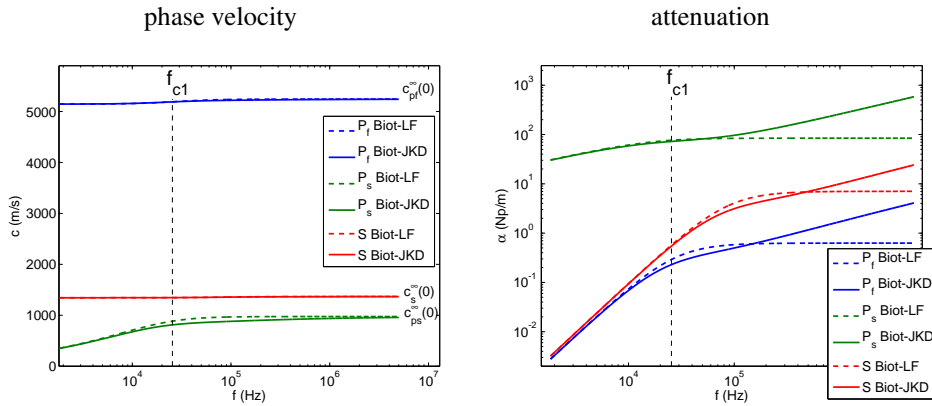 phase velocity
attenuation
f_c1
c_pf^∞(0)
5000
4000
3000
2000
1000
0
c (m/s)
P_f Biot-LF
P_f Biot-JKD
P_s Biot-LF
P_s Biot-JKD
S Biot-LF
S Biot-JKD
c_s^∞(0)
c_ps^∞(0)
10^4
10^5
10^6
10^7
f (Hz)
f_c1
10^3
10^2
10^1
10^0
10^-1
10^-2
α (Np/m)
P_f Biot-LF
P_f Biot-JKD
P_s Biot-LF
P_s Biot-JKD
S Biot-LF
S Biot-JKD
10^4
10^5
f (Hz)